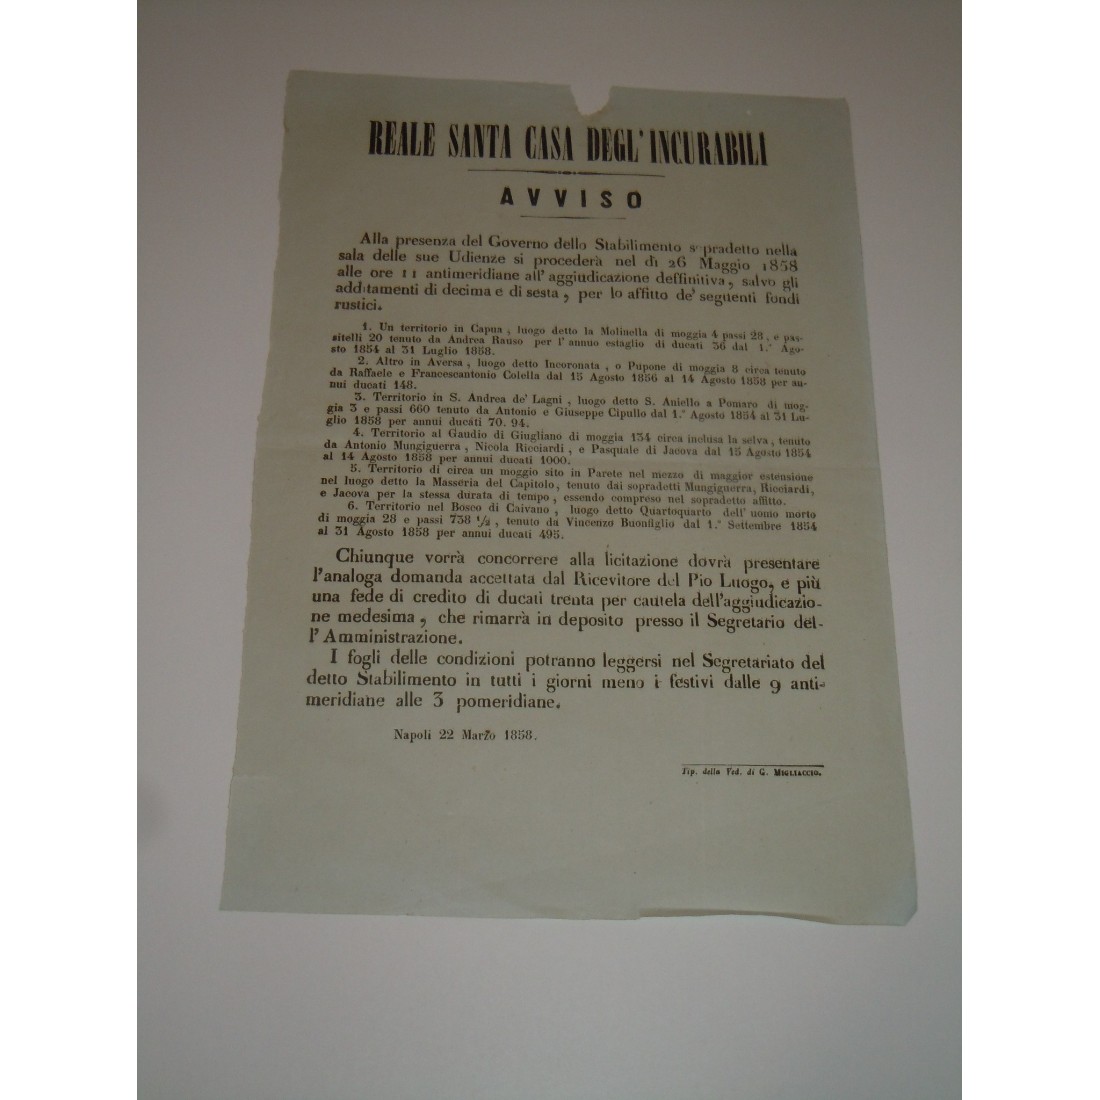 REALE SANTA CASA DEGL'INCURABILI
AVVISO
Alla presenza del Governo dello Stabilimento sopradetto nella
sala delle sue Udienze si procederà nel dì 26 Maggio 1858
alle ore 11 antimeridiane all'aggiudicazione deffinitiva, salvo gli
additamenti di decima e di sesta, per lo affitto de' seguenti fondi
rustici.
1. Un territorio in Capua, luogo detto la Molinella di moggia 4 passi 28, e pas-
sitelli 20 tenuto da Andrea Rauso per l'annuo estaglio di ducati 36 dal 1.° Ago-
sto 1854 al 31 Luglio 1858.
2. Altro in Aversa, luogo detto Incoronata, o Pupone di moggia 8 circa tenuto
da Raffaele e Francescantonio Colella dal 15 Agosto 1856 al 14 Agosto 1858 per an-
nui ducati 148.
3. Territorio in S. Andrea de' Lagni, luogo detto S. Aniello a Pomaro di mog-
gia 3 e passi 660 tenuto da Antonio e Giuseppe Cipullo dal 1.° Agosto 1854 al 31 Lu-
glio 1858 per annui ducati 70. 94.
4. Territorio al Gaudio di Giugliano di moggia 134 circa inclusa la selva, tenuto
da Antonio Mungiguerra, Nicola Ricciardi, e Pasquale di Jacova dal 15 Agosto 1854
al 14 Agosto 1858 per annui ducati 1000.
5. Territorio di circa un moggio sito in Parete nel mezzo di maggior estensione
nel luogo detto la Masseria del Capitolo, tenuto dai sopradetti Mungiguerra, Ricciardi,
e Jacova per la stessa durata di tempo, essendo compreso nel sopradetto affitto.
6. Territorio nel Bosco di Caivano, luogo detto Quartoquarto dell'uomo morto
di moggia 28 e passi 738 1/2, tenuto da Vincenzo Buonfiglio dal 1.° Settembre 1854
al 31 Agosto 1858 per annui ducati 495.
Chiunque vorrà concorrere alla licitazione dovrà presentare
l'analoga domanda accettata dal Ricevitore del Pio Luogo, e più
una fede di credito di ducati trenta per cautela dell'aggiudicazio-
ne medesima, che rimarrà in deposito presso il Segretario del-
l'Amministrazione.
I fogli delle condizioni potranno leggersi nel Segretariato del
detto Stabilimento in tutti i giorni meno i festivi dalle 9 anti-
meridiane alle 3 pomeridiane.
Napoli 22 Marzo 1858.
Tip. della Ved. di G. MIGLIACCIO.